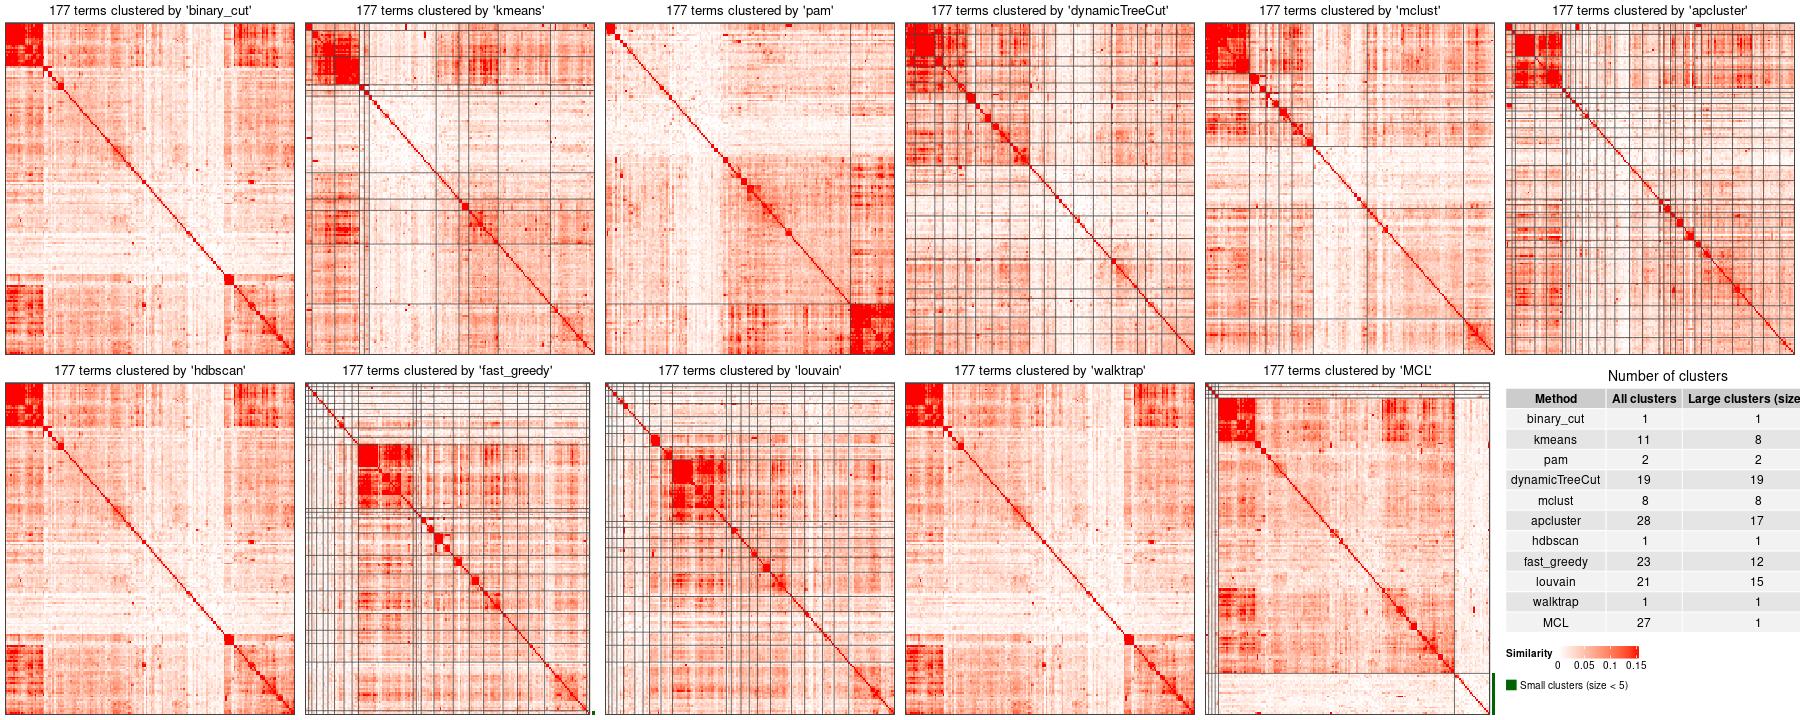 177 terms clustered by 'binary_cut'
177 terms clustered by 'kmeans'
177 terms clustered by 'pam'
177 terms clustered by 'dynamicTreeCut'
177 terms clustered by 'mclust'
177 terms clustered by 'apcluster'
177 terms clustered by 'hdbscan'
177 terms clustered by 'fast_greedy'
177 terms clustered by 'louvain'
177 terms clustered by 'walktrap'
177 terms clustered by 'MCL'
Number of clusters
Method All clusters Large clusters (size
binary_cut 1 1
kmeans 11 8
pam 2 2
dynamicTreeCut 19 19
mclust 8 8
apcluster 28 17
hdbscan 1 1
fast_greedy 23 12
louvain 21 15
walktrap 1 1
MCL 27 1
Similarity
0 0.05 0.1 0.15
Small clusters (size < 5)